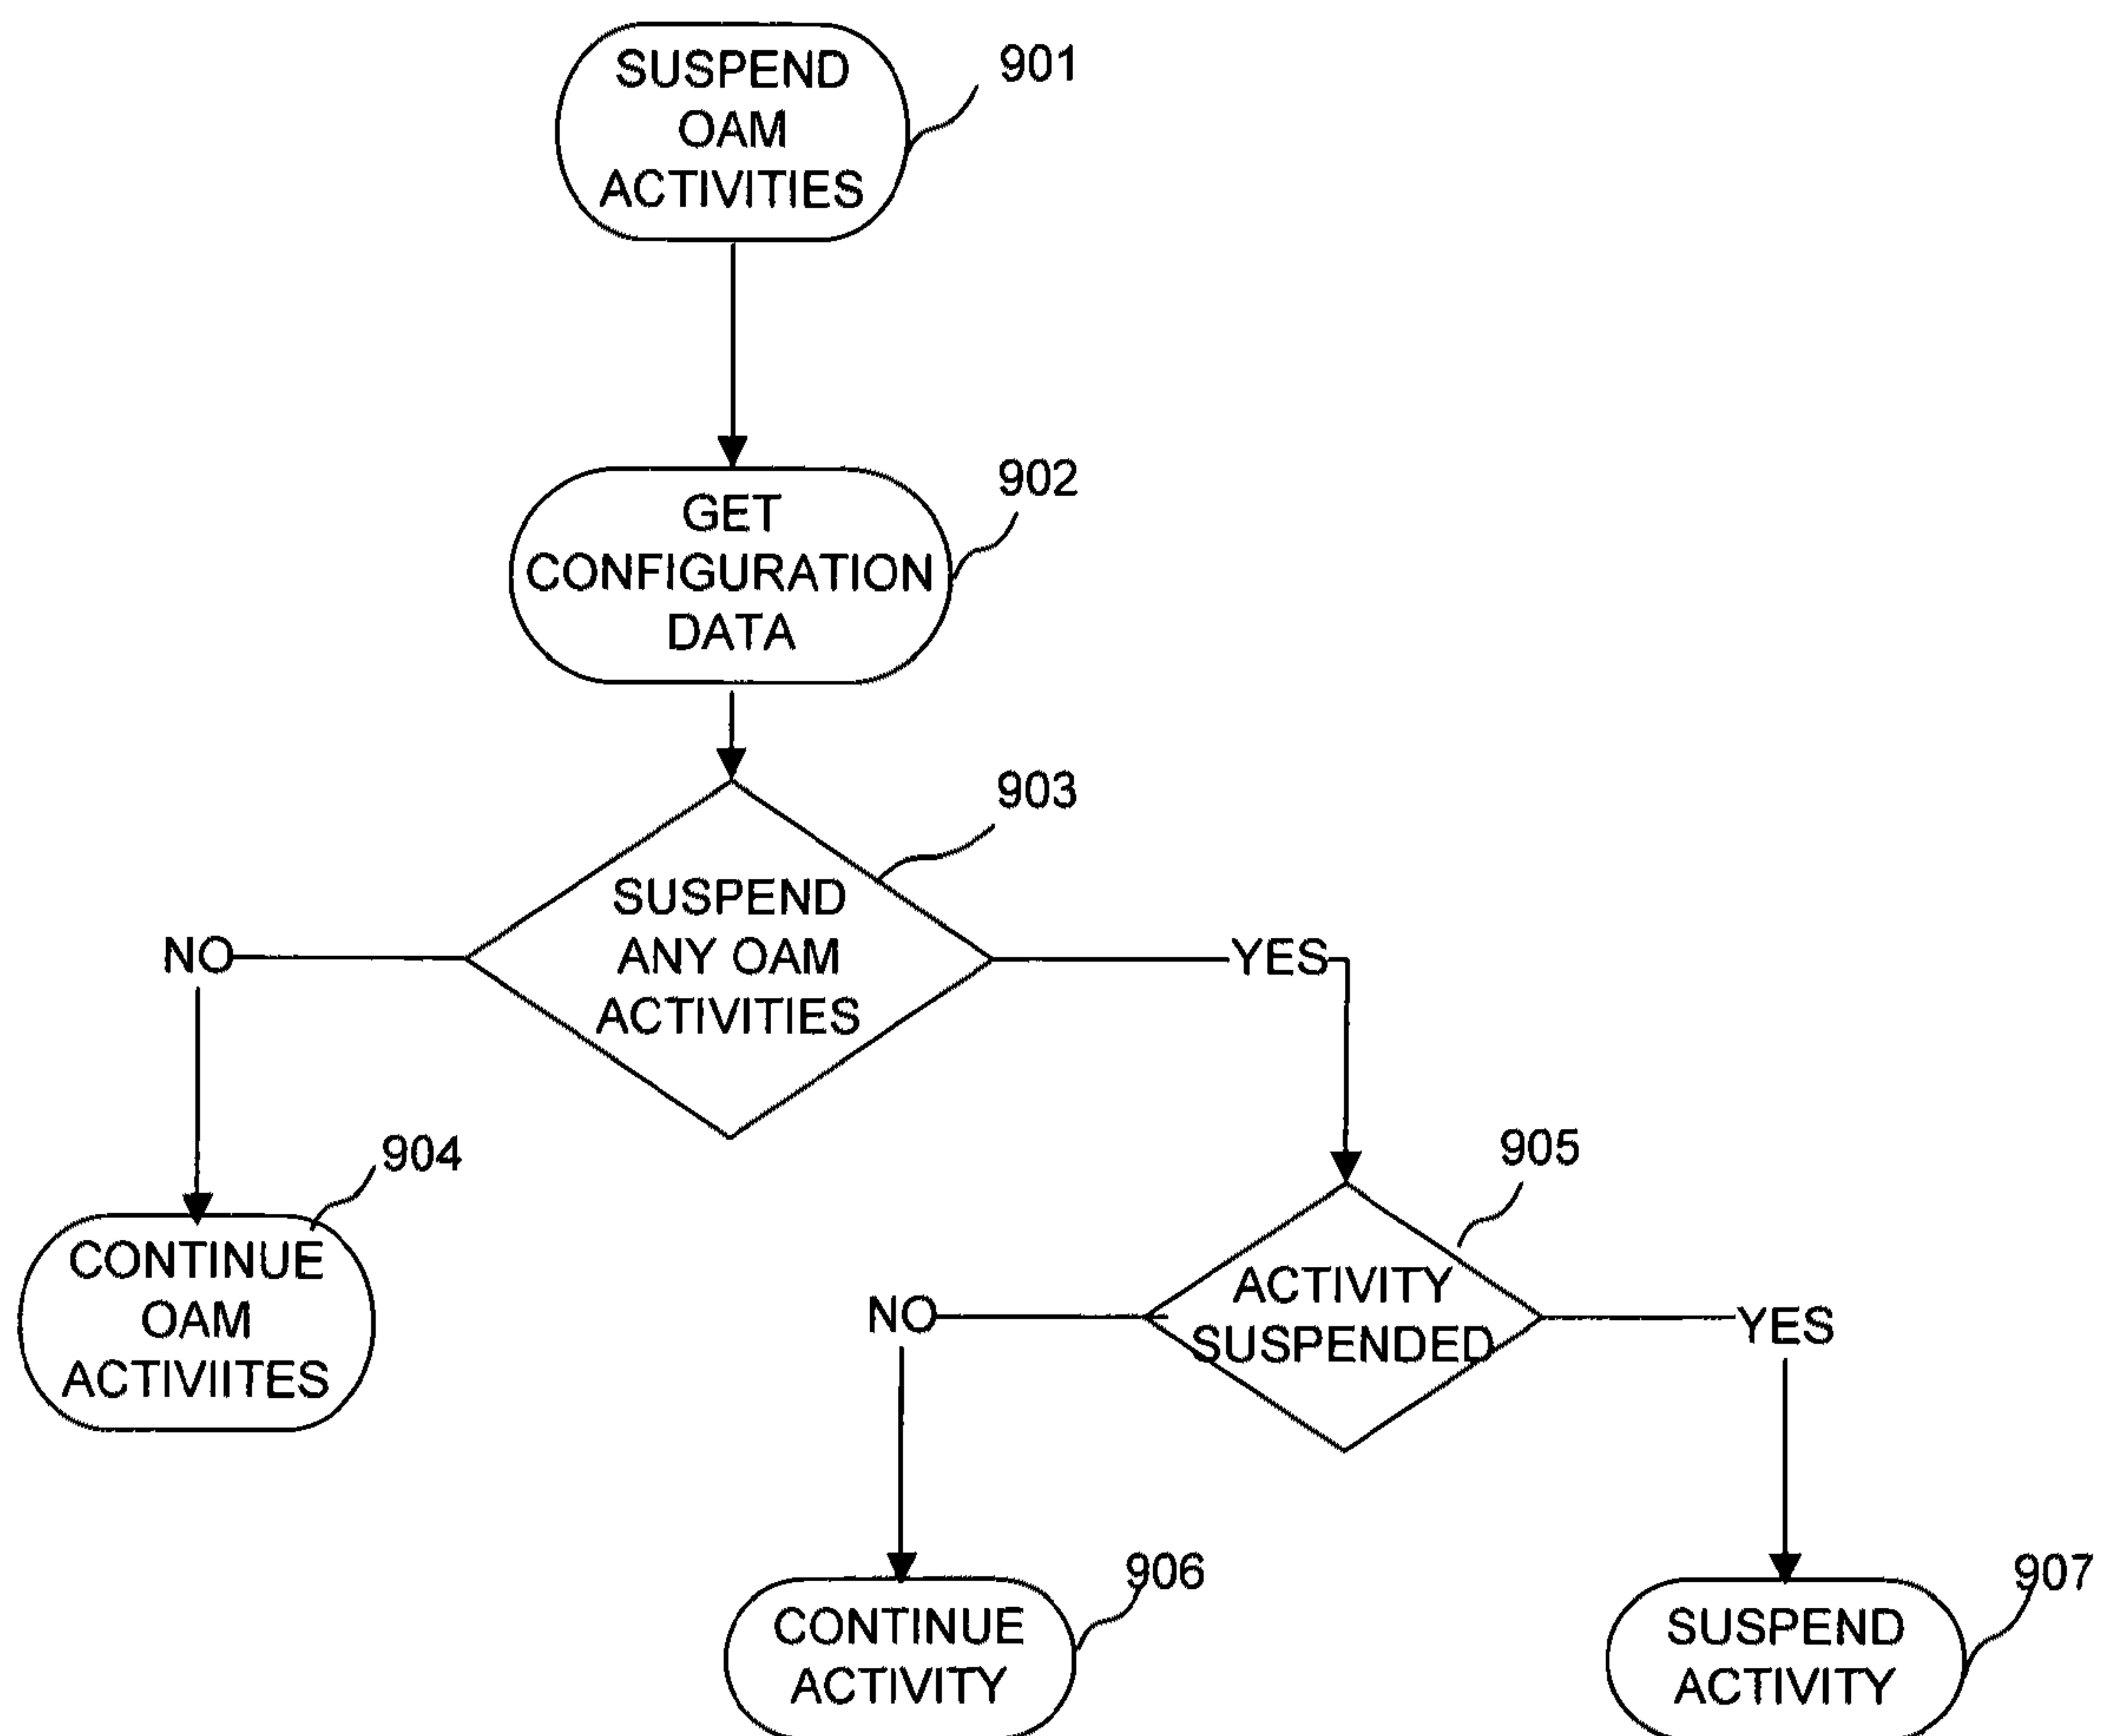 SUSPEND
OAM
ACTIVITIES
901
GET
CONFIGURATION
DATA
902
903
SUSPEND
ANY OAM
ACTIVITIES
NO
YES
904
CONTINUE
OAM
ACTIVIITES
905
ACTIVITY
SUSPENDED
NO
YES
906
CONTINUE
ACTIVITY
907
SUSPEND
ACTIVITY